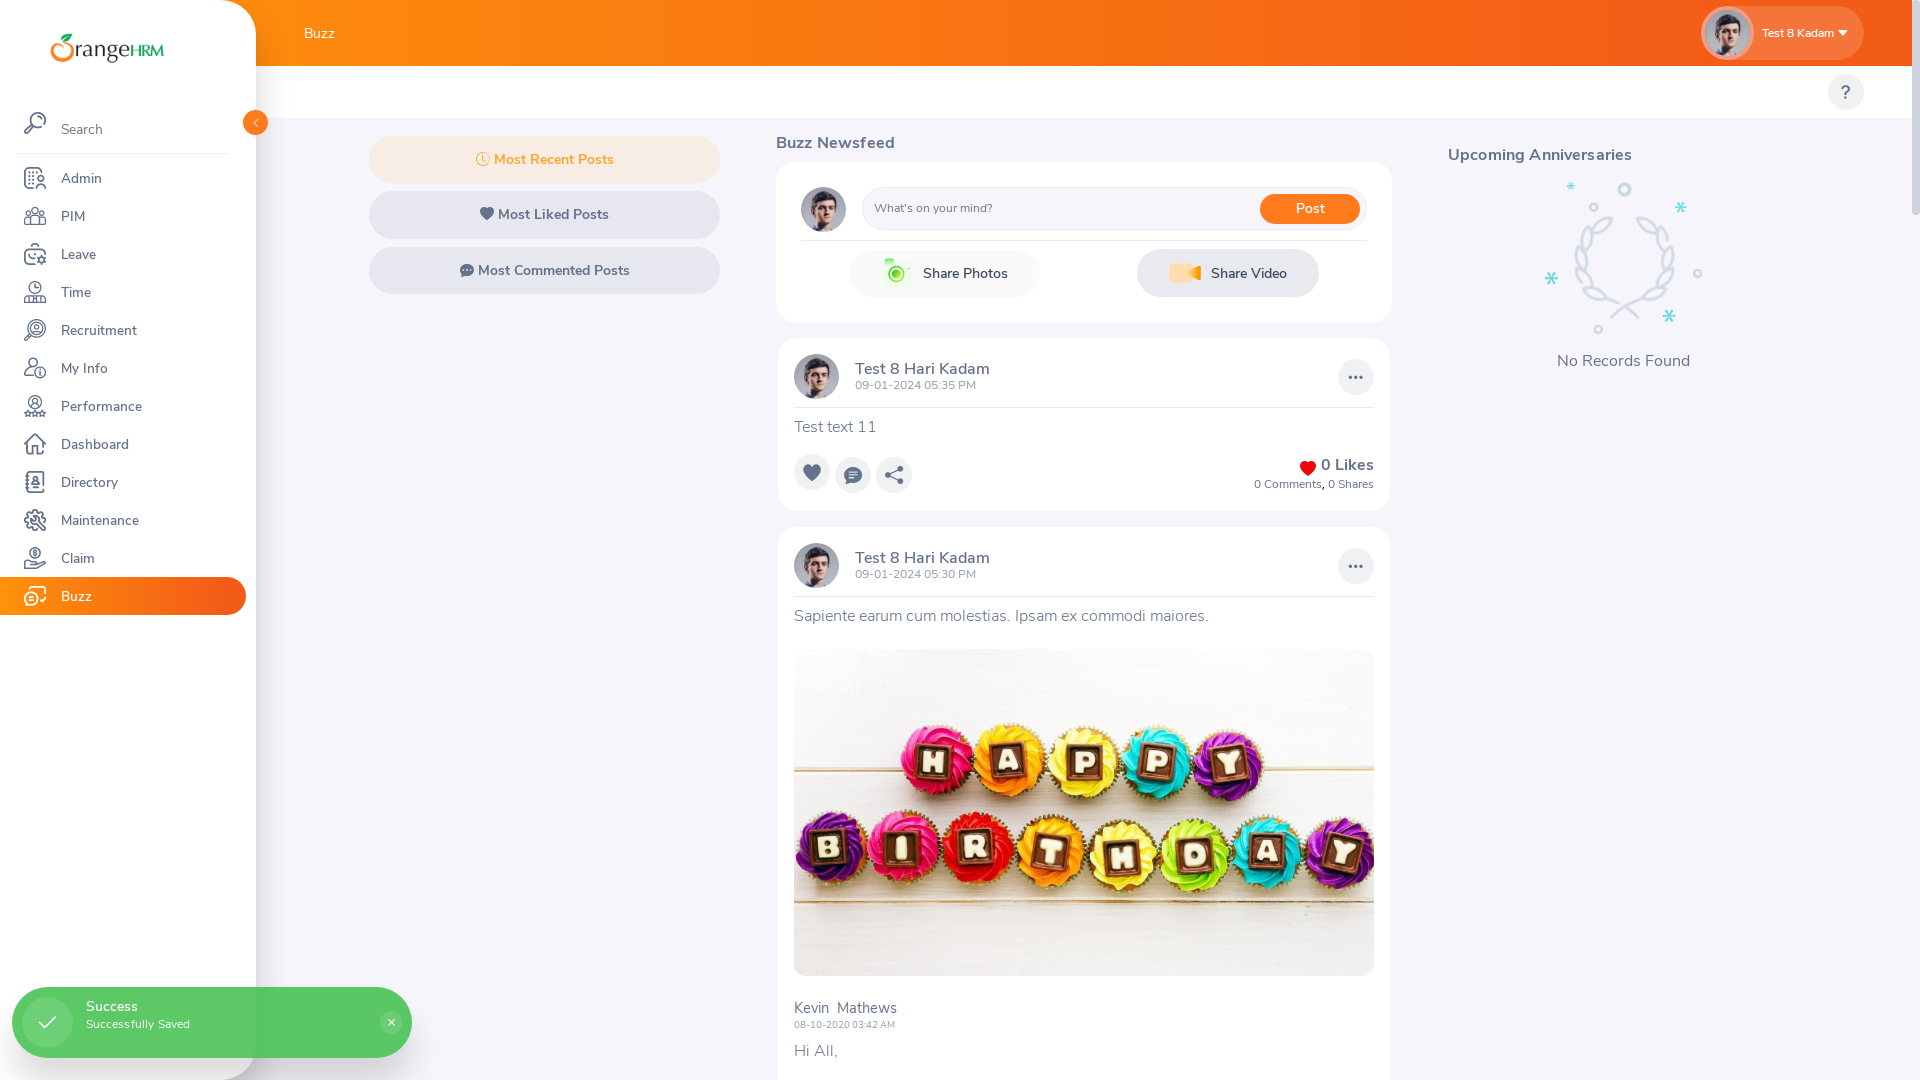 OrangeHRM
Search
Admin
PIM
Leave
Time
Recruitment
My Info
Performance
Dashboard
Directory
Maintenance
Claim
Buzz
Buzz
Test 8 Kadam
?
Most Recent Posts
Most Liked Posts
Most Commented Posts
Buzz Newsfeed
What's on your mind?
Post
Share Photos
Share Video
Test 8 Hari Kadam
09-01-2024 05:35 PM
Test text 11
0 Likes
0 Comments, 0 Shares
Test 8 Hari Kadam
09-01-2024 05:30 PM
Sapiente earum cum molestias. Ipsam ex commodi maiores.
HAPPY
BIRTHDAY
Kevin Mathews
08-10-2020 03:42 AM
Hi All,
Upcoming Anniversaries
No Records Found
Success
Successfully Saved